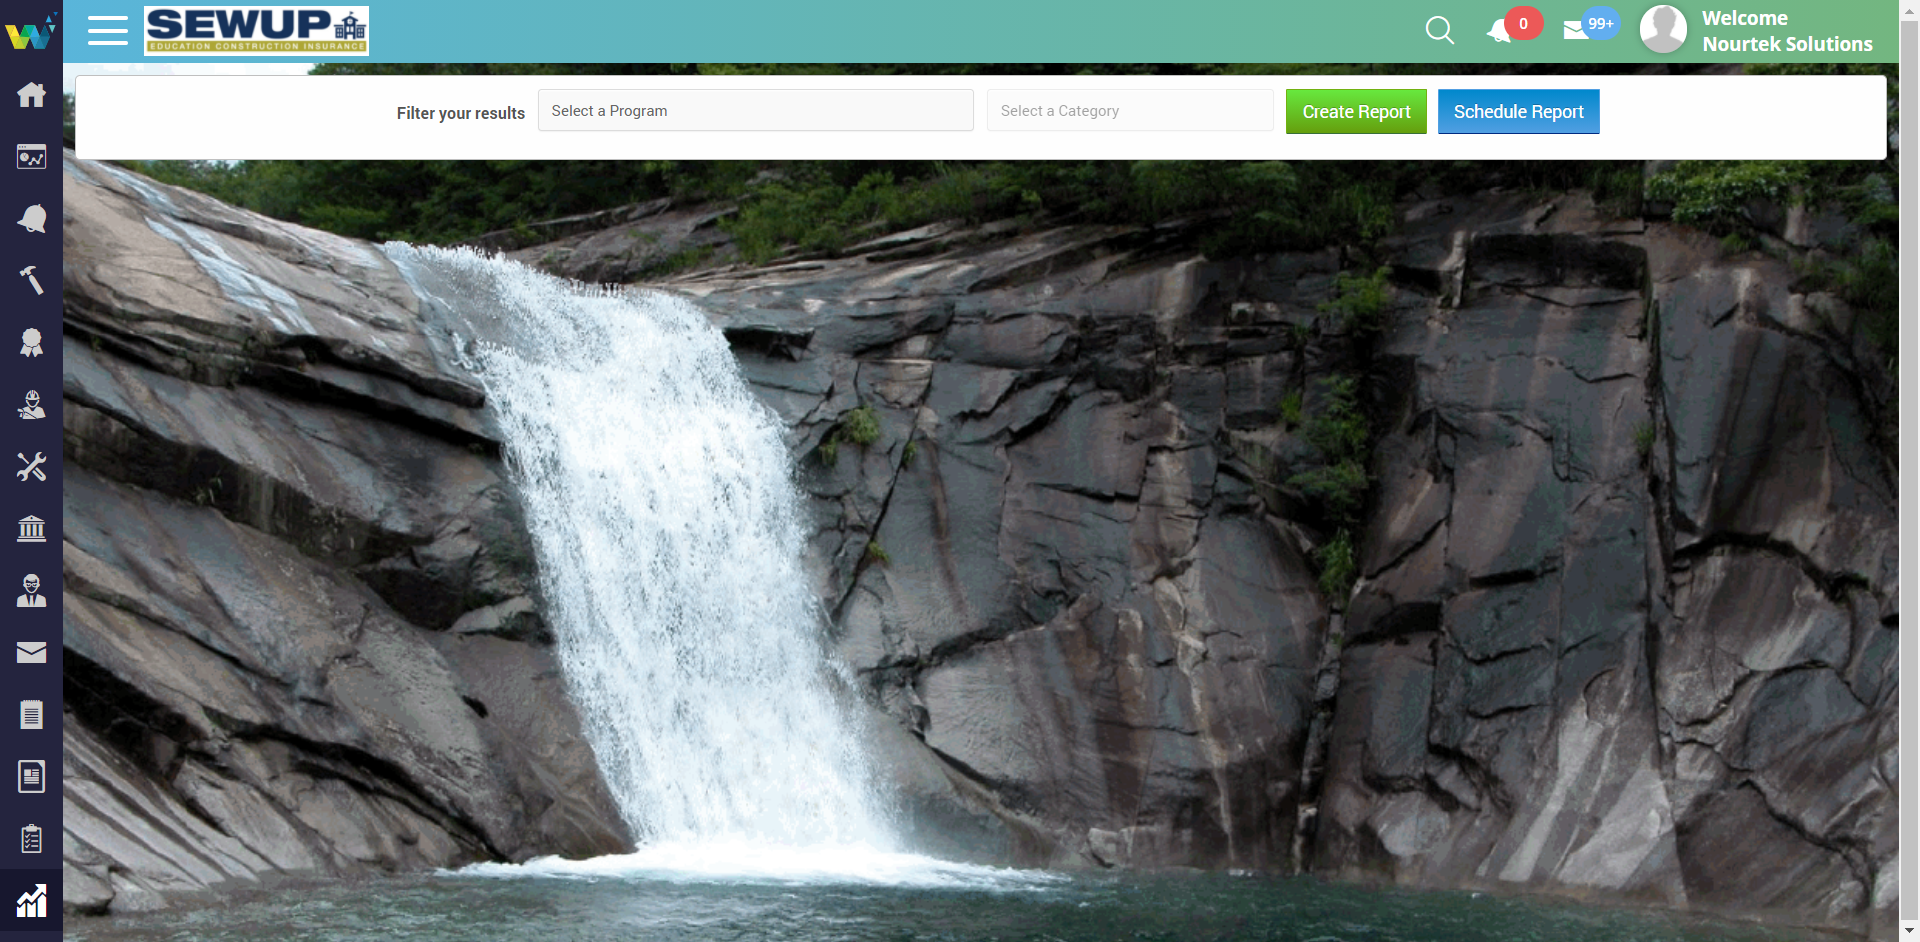 SEWUP
EDUCATION CONSTRUCTION INSURANCE
0
99+
Welcome
Nourtek Solutions
Filter your results
Select a Program
Select a Category
Create Report
Schedule Report